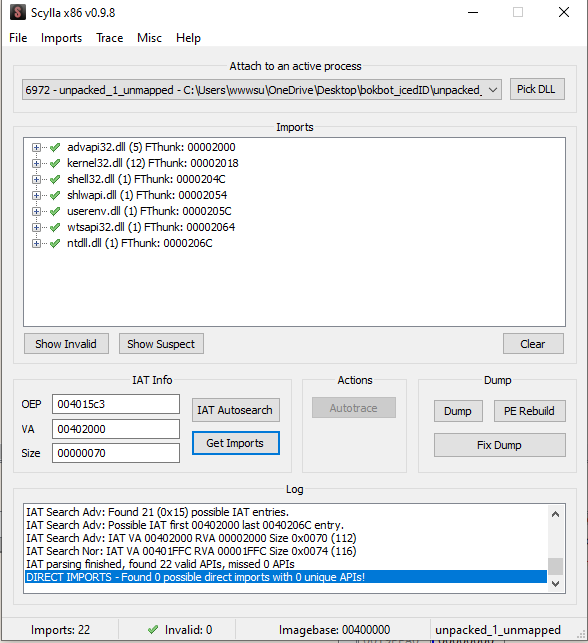 Scylla x86 v0.9.8
File Imports Trace Misc Help
Attach to an active process
6972 - unpacked_1_unmapped - C:\Users\wwwsu\OneDrive\Desktop\bokbot_icedID\unpacked_
Pick DLL
Imports
advapi32.dll (5) FThunk: 00002000
kernel32.dll (12) FThunk: 00002018
shell32.dll (1) FThunk: 0000204C
shlwapi.dll (1) FThunk: 00002054
userenv.dll (1) FThunk: 0000205C
wtsapi32.dll (1) FThunk: 00002064
ntdll.dll (1) FThunk: 0000206C
Show Invalid Show Suspect Clear
IAT Info Actions Dump
OEP 004015c3 IAT Autosearch Autotrace Dump PE Rebuild
VA 00402000
Size 00000070 Get Imports Fix Dump
Log
IAT Search Adv: Found 21 (0x15) possible IAT entries.
IAT Search Adv: Possible IAT first 00402000 last 0040206C entry.
IAT Search Adv: IAT VA 00402000 RVA 00002000 Size 0x0070 (112)
IAT Search Nor: IAT VA 00401FFC RVA 00001FFC Size 0x0074 (116)
IAT parsing finished, found 22 valid APIs, missed 0 APIs
DIRECT IMPORTS - Found 0 possible direct imports with 0 unique APIs!
Imports: 22 Invalid: 0 Imagebase: 00400000 unpacked_1_unmapped